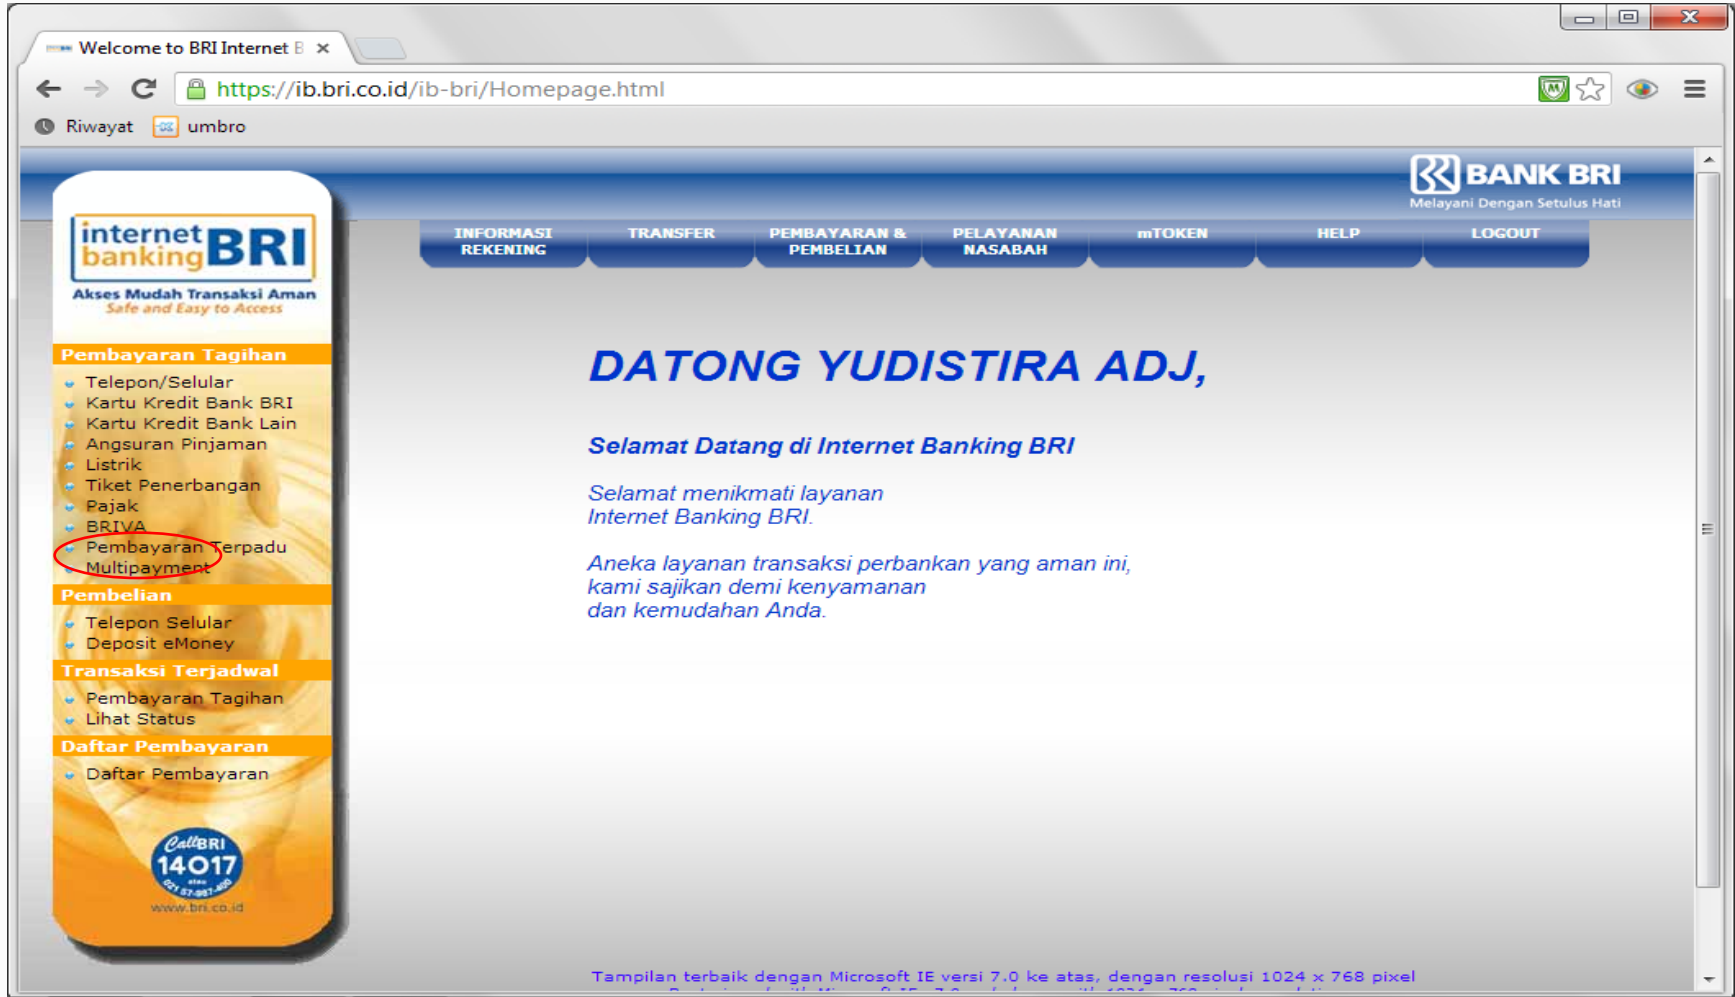 Welcome to BRI Internet B
https://ib.bri.co.id/ib-bri/Homepage.html
Riwayat umbro
BANK BRI
Melayani Dengan Setulus Hati
internet banking BRI
Akses Mudah Transaksi Aman
Safe and Easy to Access
INFORMASI REKENING
TRANSFER
PEMBAYARAN & PEMBELIAN
PELAYANAN NASABAH
mTOKEN
HELP
LOGOUT
Pembayaran Tagihan
Telepon/Selular
Kartu Kredit Bank BRI
Kartu Kredit Bank Lain
Angsuran Pinjaman
Listrik
Tiket Penerbangan
Pajak
BRIVA
Pembayaran Terpadu
Multipayment
Pembelian
Telepon Selular
Deposit eMoney
Transaksi Terjadwal
Pembayaran Tagihan
Lihat Status
Daftar Pembayaran
Daftar Pembayaran
CallBRI
14017
atau
021 57-987-400
www.bri.co.id
DATONG YUDISTIRA ADJ,
Selamat Datang di Internet Banking BRI
Selamat menikmati layanan
Internet Banking BRI.
Aneka layanan transaksi perbankan yang aman ini,
kami sajikan demi kenyamanan
dan kemudahan Anda.
Tampilan terbaik dengan Microsoft IE versi 7.0 ke atas, dengan resolusi 1024 x 768 pixel